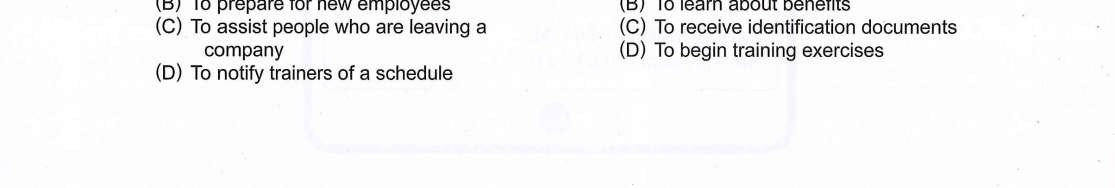 (B) To prepare for new employees
(C) To assist people who are leaving a
company
(D) To notify trainers of a schedule
(B) To learn about benefits
(C) To receive identification documents
(D) To begin training exercises